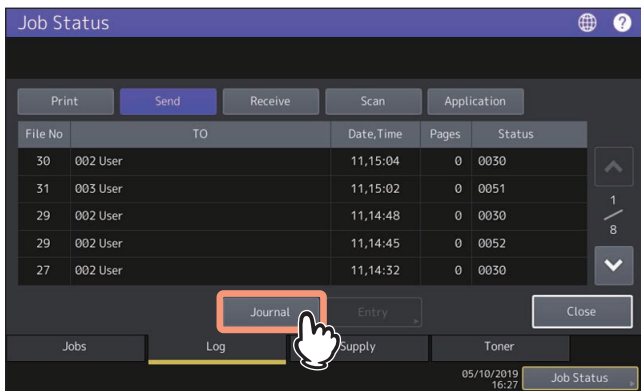 Job Status ?
Print Send Receive Scan Application
File No TO Date,Time Pages Status
30 002 User 11,15:04 0 0030
31 003 User 11,15:02 0 0051
29 002 User 11,14:48 0 0030
29 002 User 11,14:45 0 0052
27 002 User 11,14:32 0 0030
1
8
Journal Entry Close
Jobs Log Supply Toner
05/10/2019
16:27
Job Status